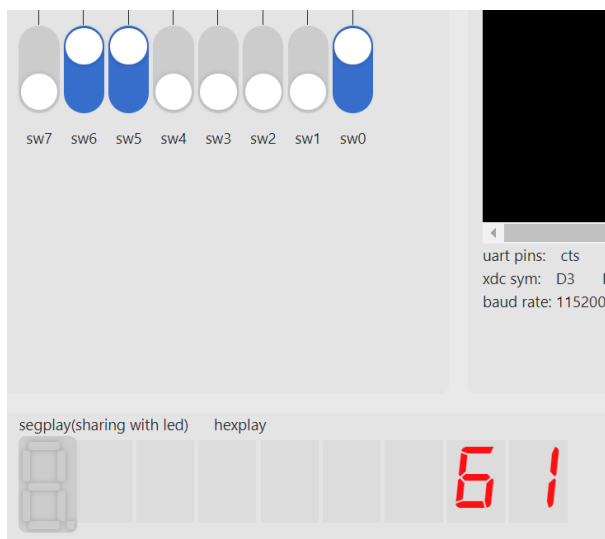 sw7 sw6 sw5 sw4 sw3 sw2 sw1 sw0
uart pins: cts
xdc sym: D3
baud rate: 115200
segplay(sharing with led) hexplay
61